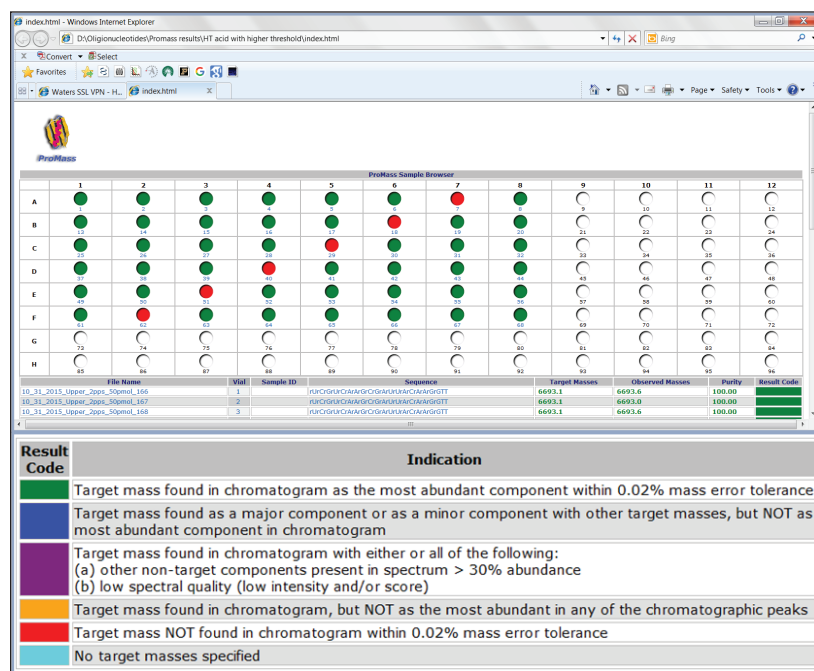 index.html - Windows Internet Explorer
D:\Oligionucleotides\Promass results\HT acid with higher threshold\index.html
Bing
x Convert Select
Favorites
Waters SSL VPN - H... index.html x
Page Safety Tools
ProMass
ProMass Sample Browser
1 2 3 4 5 6 7 8 9 10 11 12
A
1 2 3 4 5 6 7 8 9 10 11 12
B
13 14 15 16 17 18 19 20 21 22 23 24
C
25 26 27 28 29 30 31 32 33 34 35 36
D
37 38 39 40 41 42 43 44 45 46 47 48
E
49 50 51 52 53 54 55 56 57 58 59 60
F
61 62 63 64 65 66 67 68 69 70 71 72
G
73 74 75 76 77 78 79 80 81 82 83 84
H
85 86 87 88 89 90 91 92 93 94 95 96
File Name Vial Sample ID Sequence Target Masses Observed Masses Purity Result Code
10_31_2015_Upper_2pps_50pmol_166 1 6693.1 6693.6 100.00
10_31_2015_Upper_2pps_50pmol_167 2 6693.1 6693.0 100.00
10_31_2015_Upper_2pps_50pmol_168 3 6693.1 6693.6 100.00
Result Code
Indication
Target mass found in chromatogram as the most abundant component within 0.02% mass error tolerance
Target mass found as a major component or as a minor component with other target masses, but NOT as
most abundant component in chromatogram
Target mass found in chromatogram with either or all of the following:
(a) other non-target components present in spectrum > 30% abundance
(b) low spectral quality (low intensity and/or score)
Target mass found in chromatogram, but NOT as the most abundant in any of the chromatographic peaks
Target mass NOT found in chromatogram within 0.02% mass error tolerance
No target masses specified